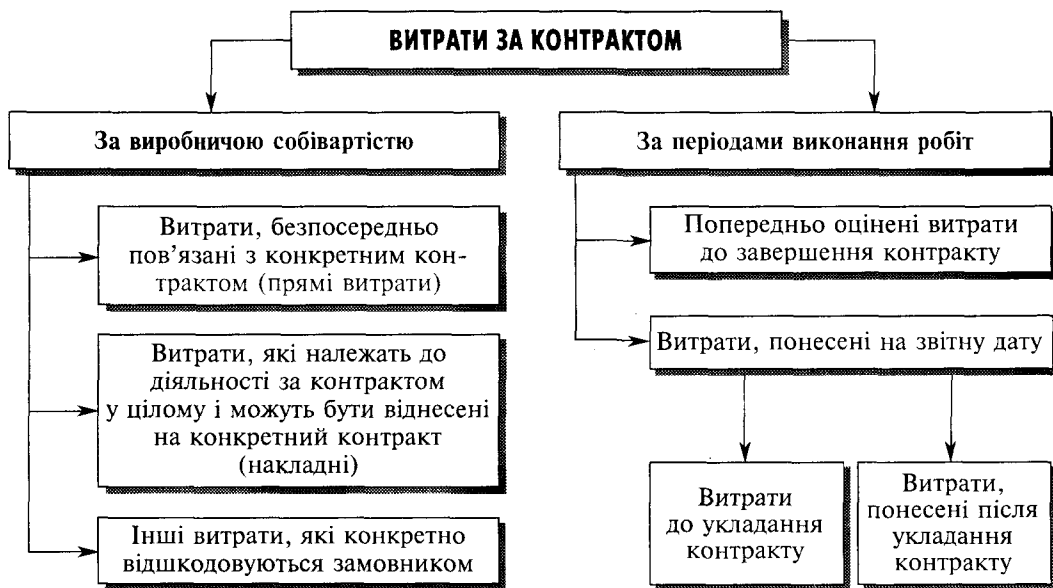 ВИТРАТИ ЗА КОНТРАКТОМ
За виробничою собівартістю
Витрати, безпосередньо
пов’язані з конкретним кон-
трактом (прямі витрати)
Витрати, які належать до
діяльності за контрактом
у цілому і можуть бути віднесені
на конкретний контракт
(накладні)
Інші витрати, які конкретно
відшкодовуються замовником
За періодами виконання робіт
Попередньо оцінені витрати
до завершення контракту
Витрати, понесені на звітну дату
Витрати
до укладання
контракту
Витрати,
понесені після
укладання
контракту